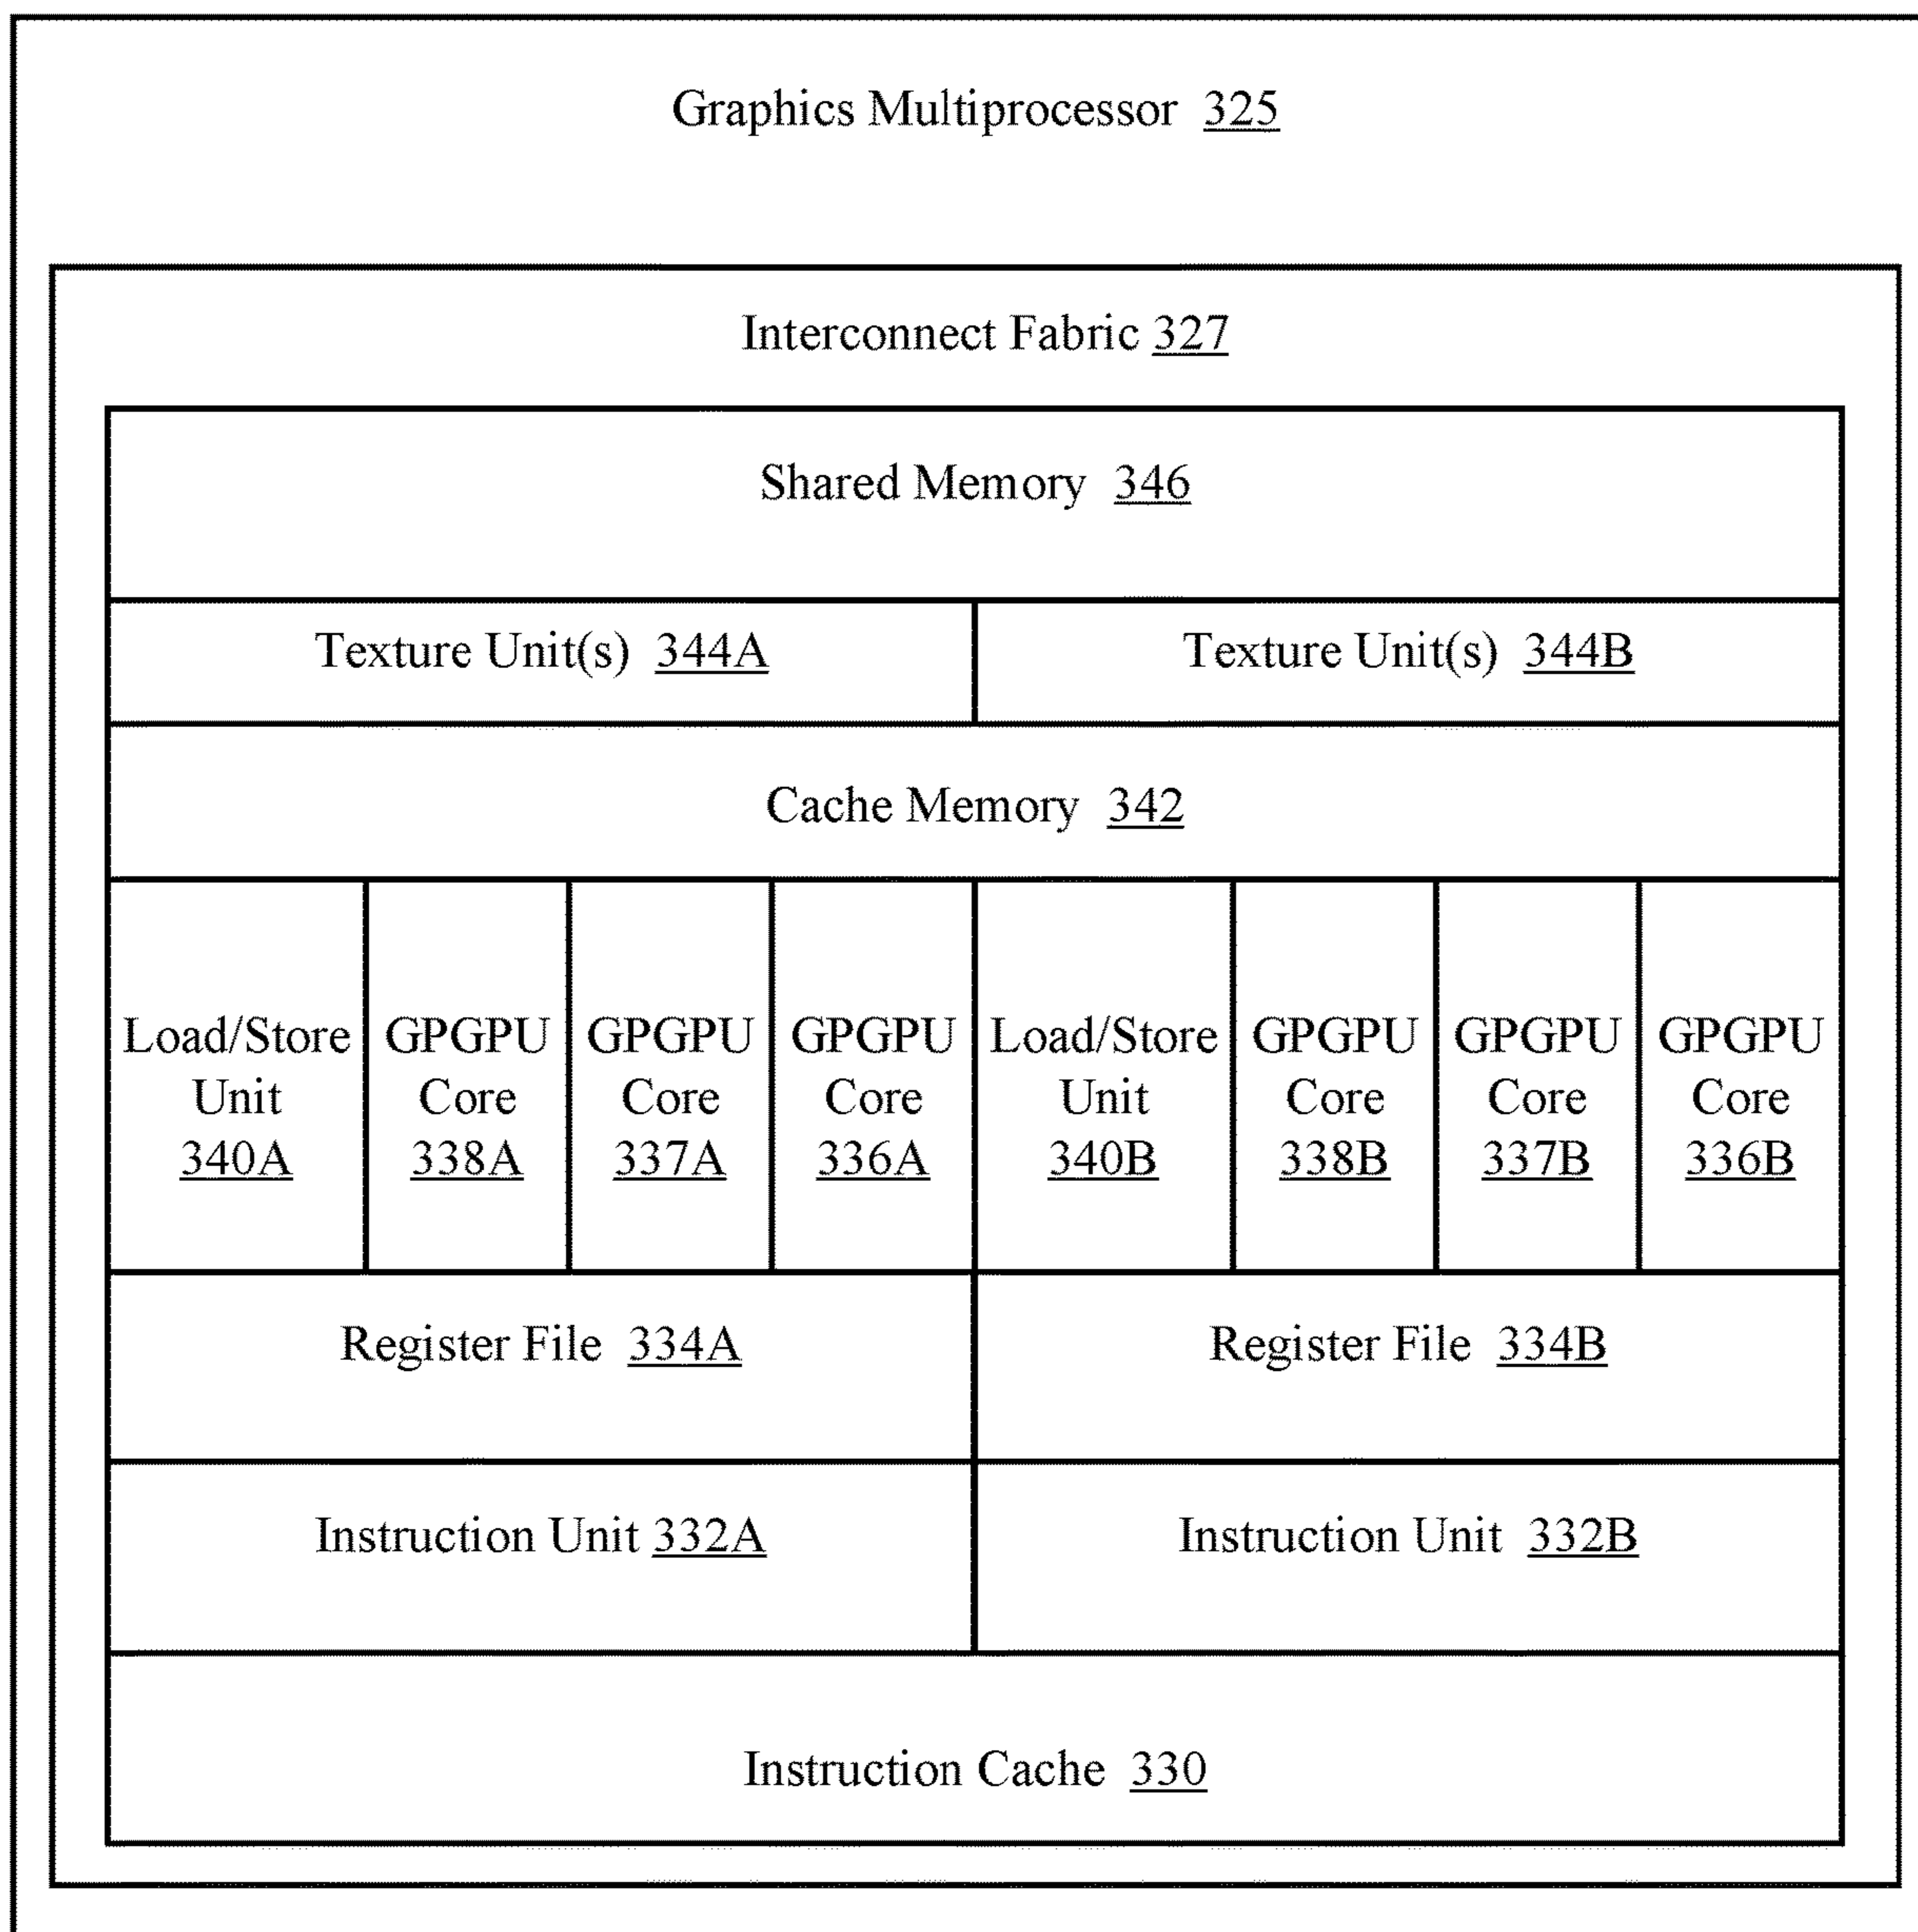 Graphics Multiprocessor 325
Interconnect Fabric 327
Shared Memory 346
Texture Unit(s) 344A
Texture Unit(s) 344B
Cache Memory 342
Load/Store
Unit
340A
GPGPU
Core
338A
GPGPU
Core
337A
GPGPU
Core
336A
Load/Store
Unit
340B
GPGPU
Core
338B
GPGPU
Core
337B
GPGPU
Core
336B
Register File 334A
Register File 334B
Instruction Unit 332A
Instruction Unit 332B
Instruction Cache 330